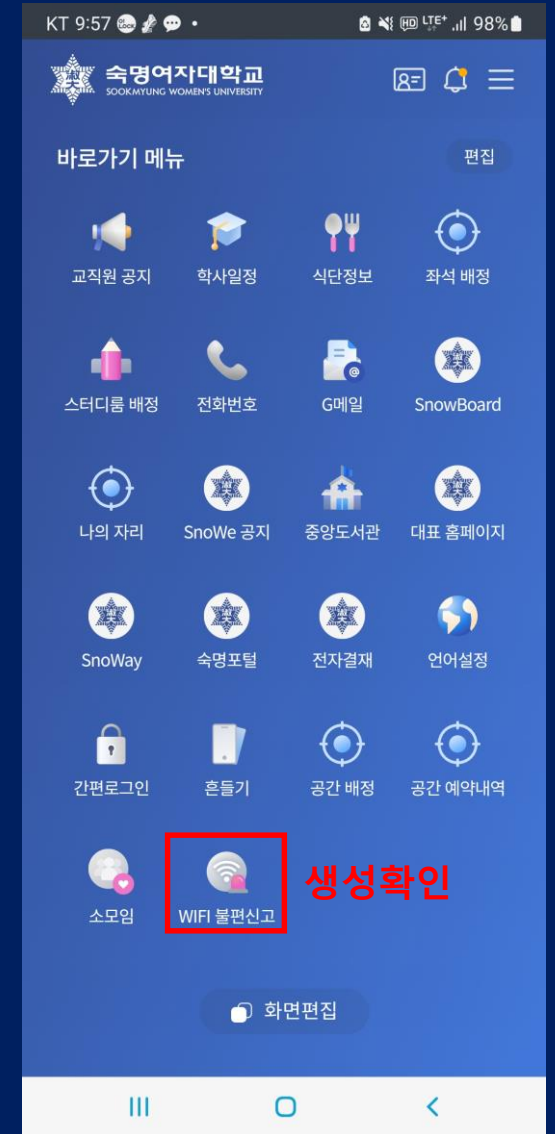 KT 9:57
LTE+ 98%
숙명여자대학교
SOOKMYUNG WOMEN'S UNIVERSITY
바로가기 메뉴 편집
교직원 공지 학사일정 식단정보 좌석 배정
스터디룸 배정 전화번호 G메일 SnowBoard
나의 자리 SnoWe 공지 중앙도서관 대표 홈페이지
SnoWay 숙명포털 전자결재 언어설정
간편로그인 흔들기 공간 배정 공간 예약내역
소모임 WIFI 불편신고 생성확인
화면편집